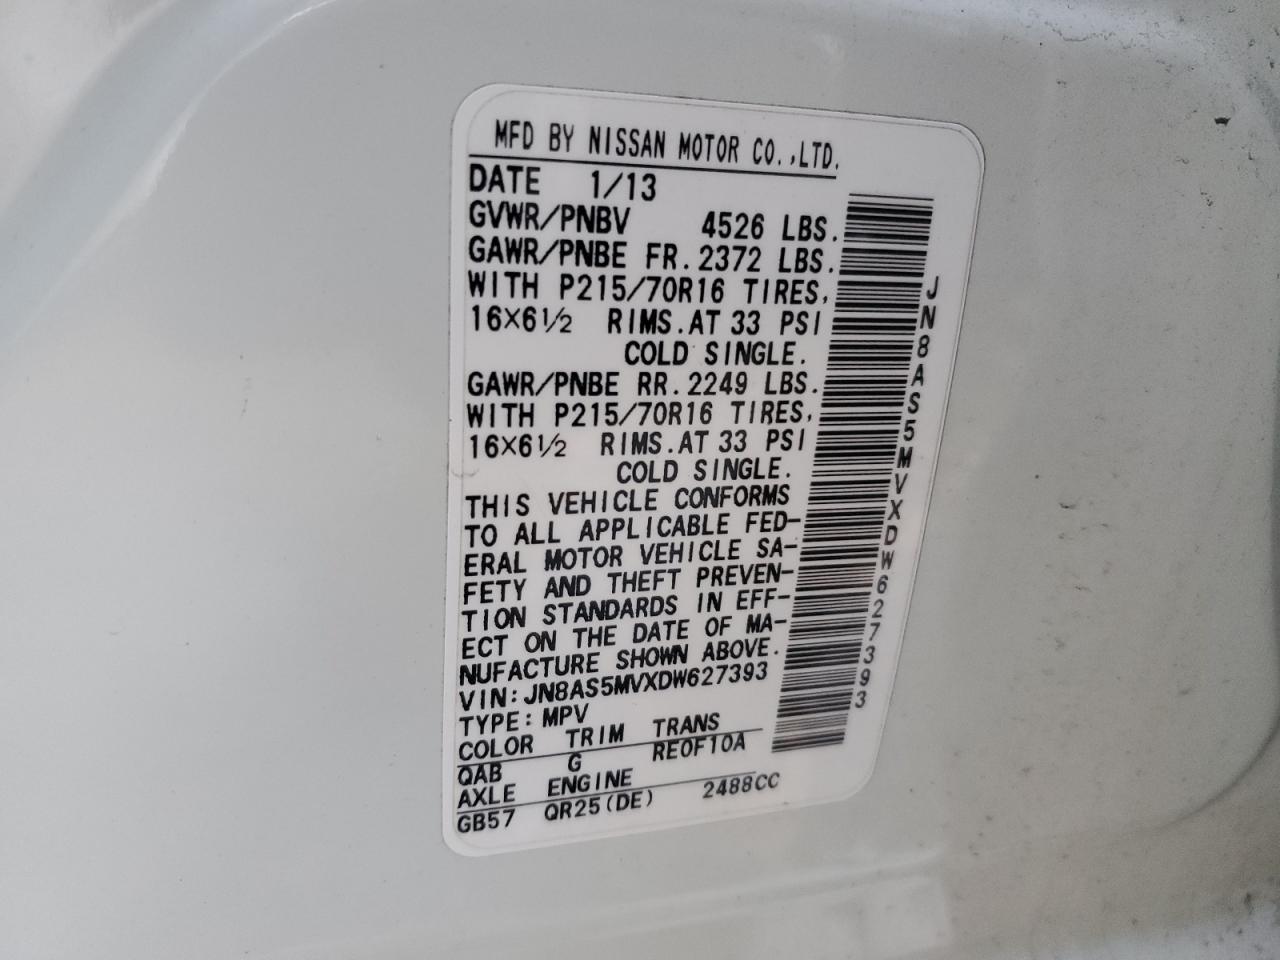 MFD BY NISSAN MOTOR CO.,LTD.
DATE 1/13
GVWR/PNBV 4526 LBS.
GAWR/PNBE FR.2372 LBS.
WITH P215/70R16 TIRES,
16×6½ RIMS.AT 33 PSI
COLD SINGLE.
GAWR/PNBE RR.2249 LBS.
WITH P215/70R16 TIRES,
16×6½ RIMS.AT 33 PSI
COLD SINGLE.
THIS VEHICLE CONFORMS
TO ALL APPLICABLE FED-
ERAL MOTOR VEHICLE SA-
FETY AND THEFT PREVEN-
TION STANDARDS IN EFF-
ECT ON THE DATE OF MA-
NUFACTURE SHOWN ABOVE.
VIN:JN8AS5MVXDW627393
TYPE:MPV
COLOR TRIM TRANS
QAB G RE0F10A
AXLE ENGINE
GB57 QR25(DE) 2488CC
JN8AS5MVXDW627393